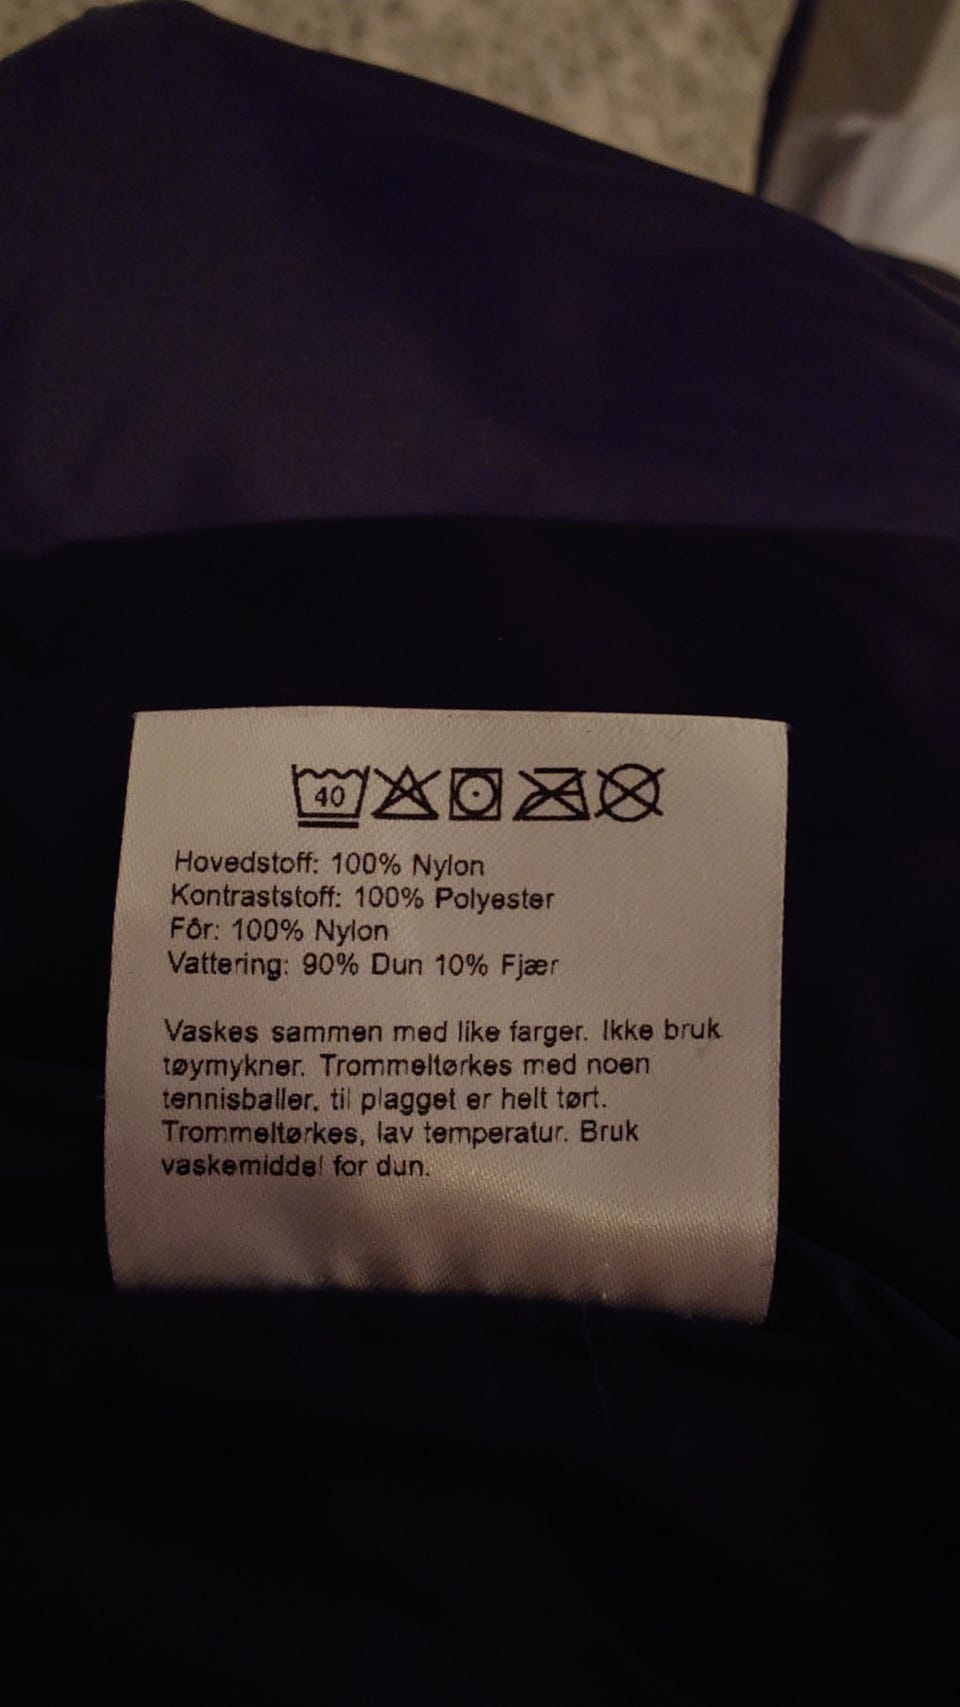 40
Hovedstoff: 100% Nylon
Kontraststoff: 100% Polyester
Fôr: 100% Nylon
Vattering: 90% Dun 10% Fjær
Vaskes sammen med like farger. Ikke bruk
tøymykner. Trommeltørkes med noen
tennisballer, til plagget er helt tørt.
Trommeltørkes, lav temperatur. Bruk
vaskemiddel for dun.